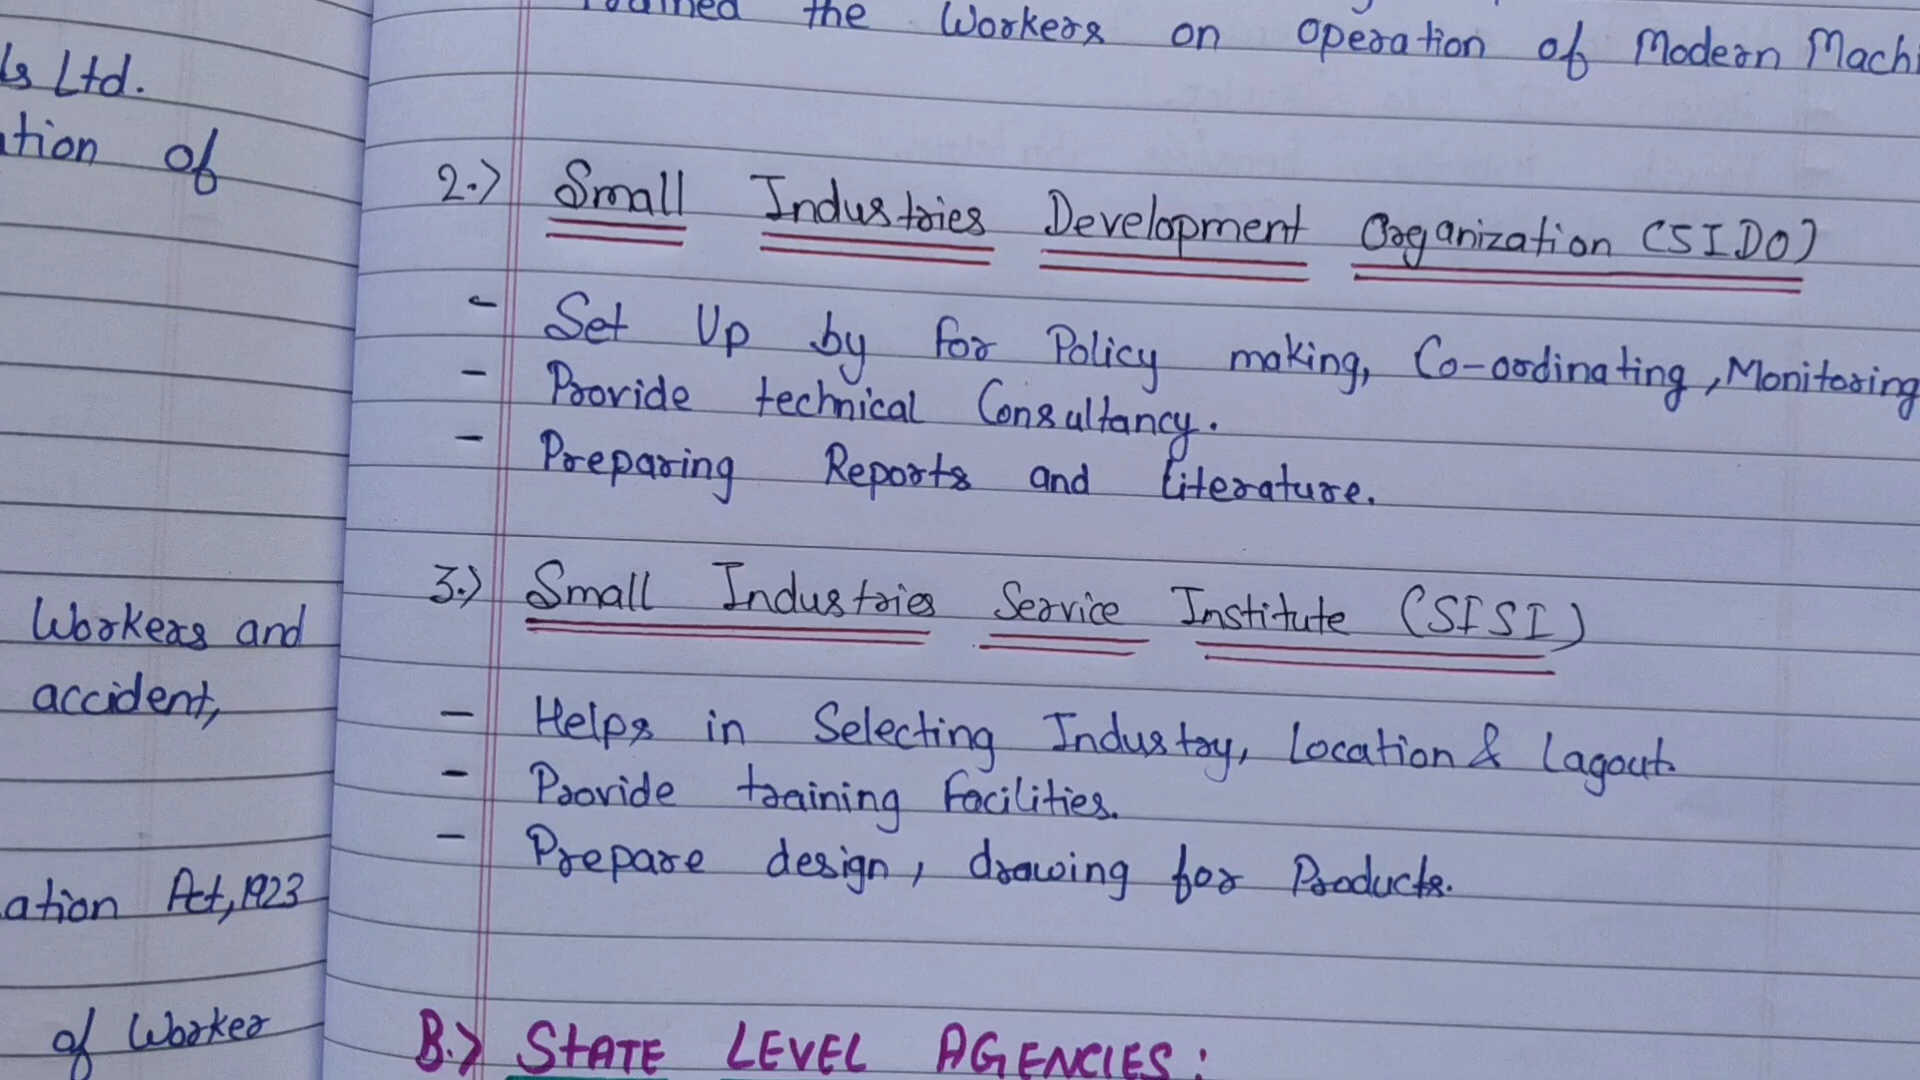 ls Ltd.
ation of
Workers and
accident,
ation Act, 1923
of Worker
the Workers on Operation of Modern Machi
2.) Small Industries Development Organization (SIDO)
- Set Up by for Policy making, Co-ordinating, Monitoring
- Provide technical Consultancy.
- Preparing Reports and Literature.
3.) Small Industries Service Institute (SISI)
- Helps in Selecting Industry, Location & Lagout.
- Provide training facilities.
- Prepare design, drawing for Products.
B.) STATE LEVEL AGENCIES: